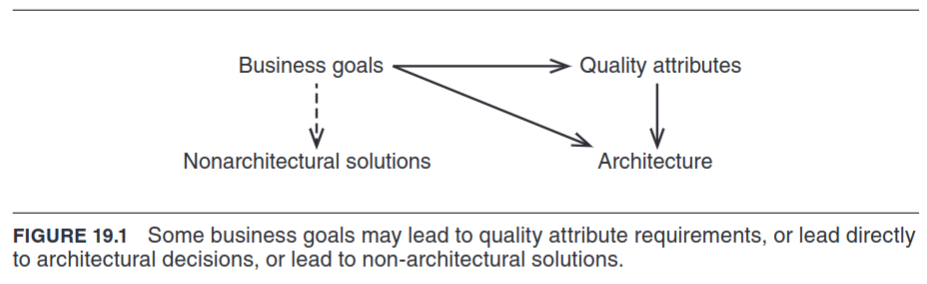 Business goals
Quality attributes
Nonarchitectural solutions
Architecture
FIGURE 19.1 Some business goals may lead to quality attribute requirements, or lead directly
to architectural decisions, or lead to non-architectural solutions.